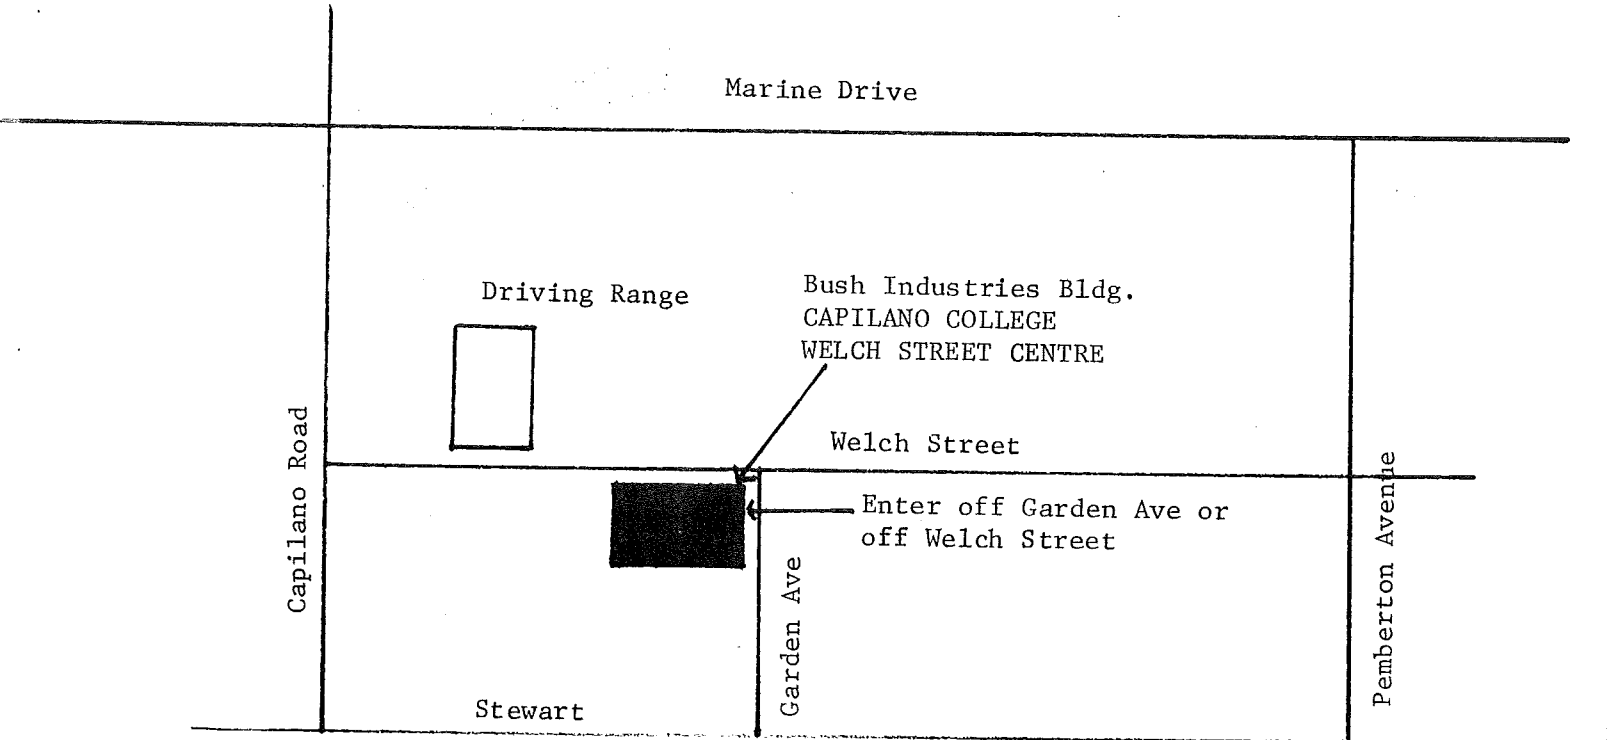 Marine Drive
Driving Range
Bush Industries Bldg.
CAPILANO COLLEGE
WELCH STREET CENTRE
Capilano Road
Welch Street
Enter off Garden Ave or
off Welch Street
Pemberton Avenue
Garden Ave
Stewart